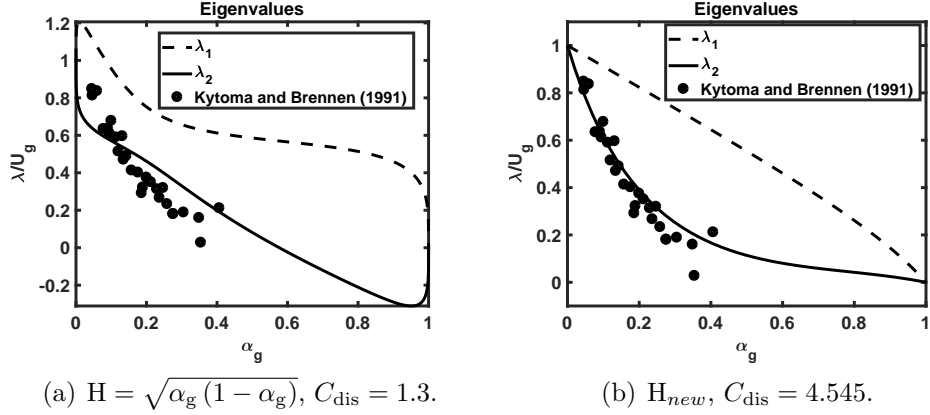 Eigenvalues
1.2
1
0.8
0.6
0.4
0.2
0
-0.2
λ/U_g
λ_1
λ_2
Kytoma and Brennen (1991)
0 0.2 0.4 0.6 0.8 1
α_g
(a) H = √(α_g (1 − α_g)), C_dis = 1.3.
Eigenvalues
1
0.8
0.6
0.4
0.2
0
λ/U_g
λ_1
λ_2
Kytoma and Brennen (1991)
0 0.2 0.4 0.6 0.8 1
α_g
(b) H_new, C_dis = 4.545.